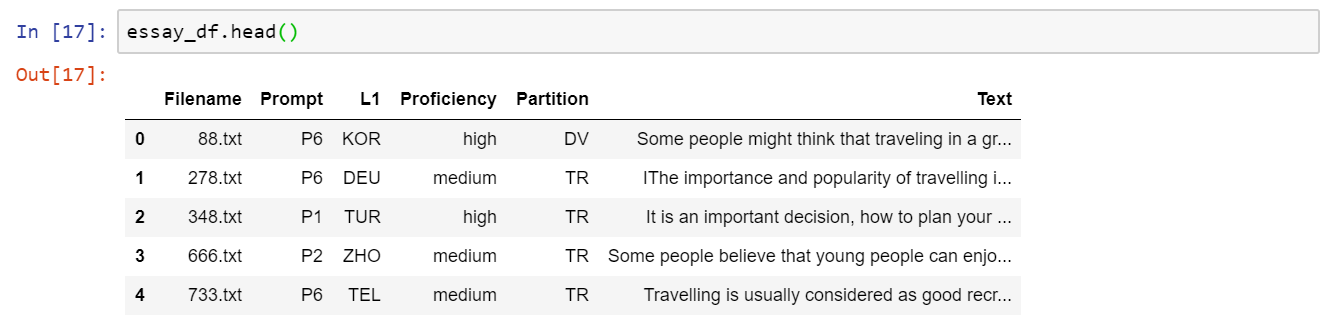 In [17]: essay_df.head()
Out[17]:
Filename Prompt L1 Proficiency Partition Text
0 88.txt P6 KOR high DV Some people might think that traveling in a gr...
1 278.txt P6 DEU medium TR IThe importance and popularity of travelling i...
2 348.txt P1 TUR high TR It is an important decision, how to plan your ...
3 666.txt P2 ZHO medium TR Some people believe that young people can enjo...
4 733.txt P6 TEL medium TR Travelling is usually considered as good recr...